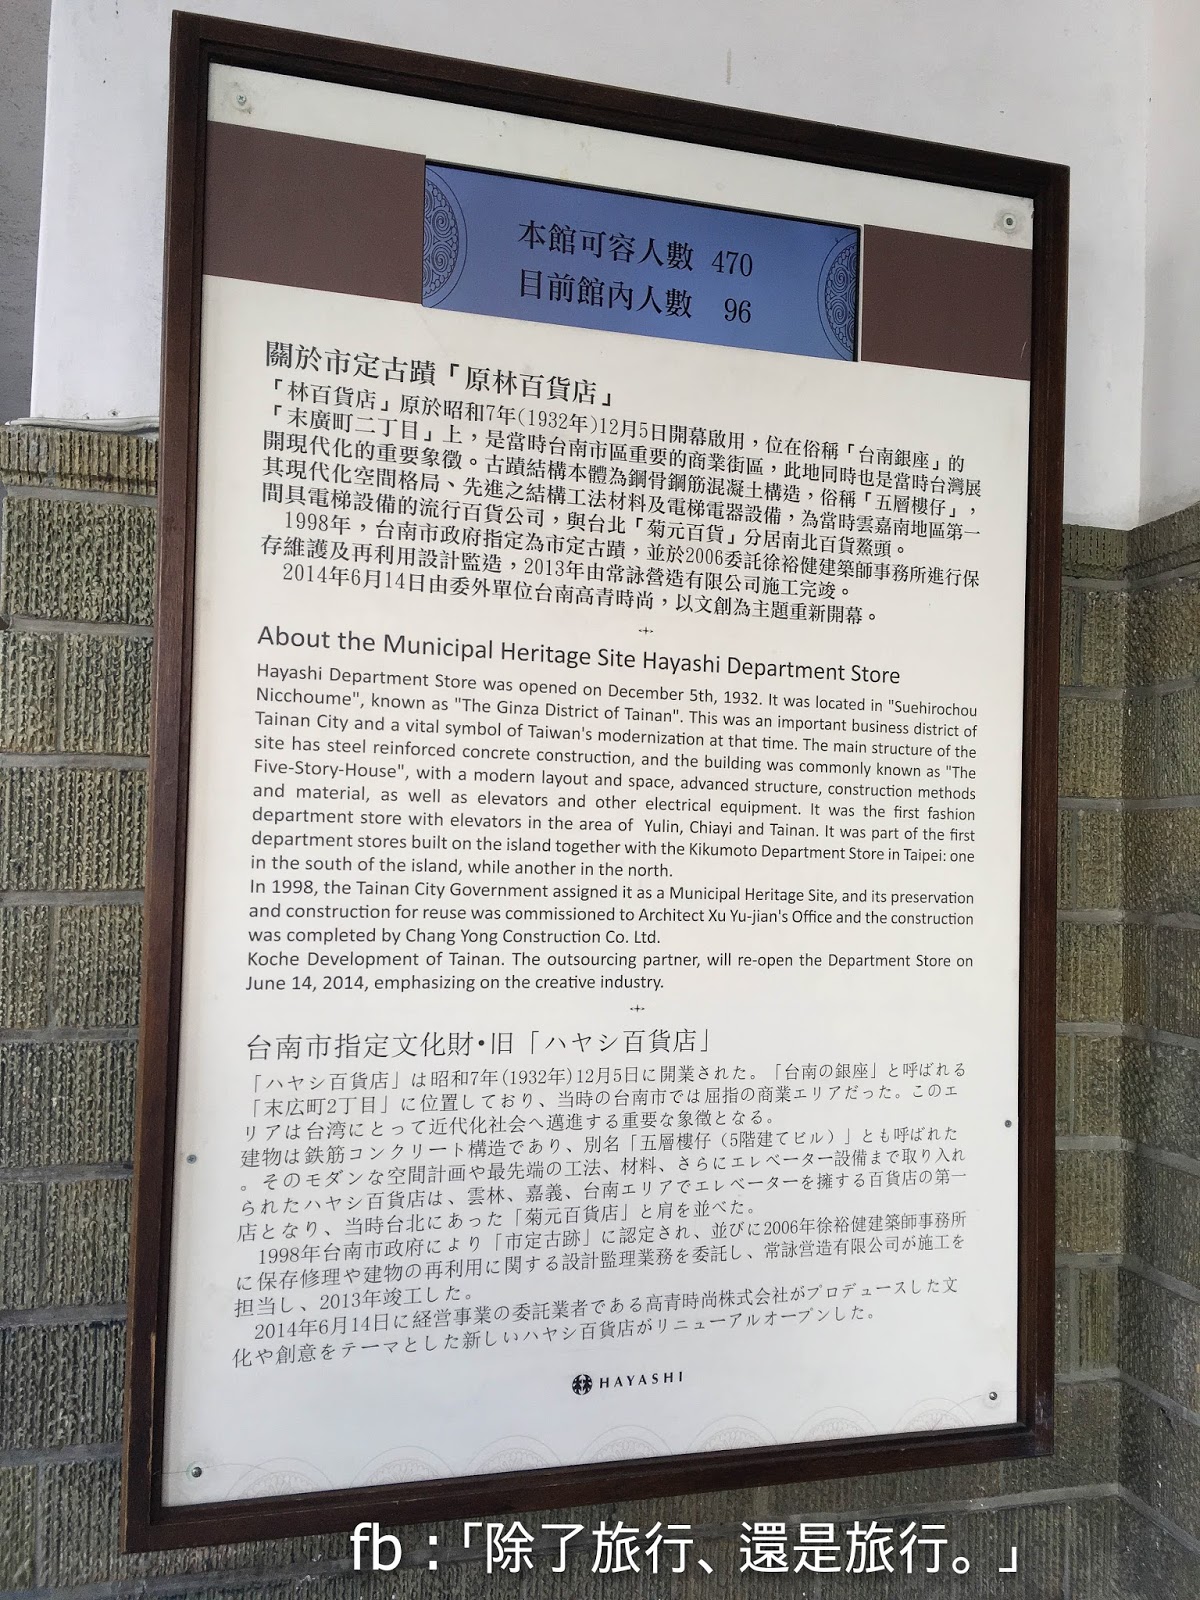 本館可容人數 470
目前館內人數 96
關於市定古蹟「原林百貨店」
「林百貨店」原於昭和7年(1932年)12月5日開幕啟用，位在俗稱「台南銀座」的
「末廣町二丁目」上，是當時台南市區重要的商業街區，此地同時也是當時台灣展
開現代化的重要象徵。古蹟結構本體為鋼骨鋼筋混凝土構造，俗稱「五層樓仔」，
其現代化空間格局、先進之結構工法材料及電梯電器設備，為當時雲嘉南地區第一
間具電梯設備的流行百貨公司，與台北「菊元百貨」分居南北百貨鰲頭。
1998年，台南市政府指定為市定古蹟，並於2006委託徐裕健建築師事務所進行保
存維護及再利用設計監造，2013年由常詠營造有限公司施工完竣。
2014年6月14日由委外單位台南高青時尚，以文創為主題重新開幕。
About the Municipal Heritage Site Hayashi Department Store
Hayashi Department Store was opened on December 5th, 1932. It was located in "Suehirochou
Nicchoume", known as "The Ginza District of Tainan". This was an important business district of
Tainan City and a vital symbol of Taiwan's modernization at that time. The main structure of the
site has steel reinforced concrete construction, and the building was commonly known as "The
Five-Story-House", with a modern layout and space, advanced structure, construction methods
and material, as well as elevators and other electrical equipment. It was the first fashion
department store with elevators in the area of Yulin, Chiayi and Tainan. It was part of the first
department stores built on the island together with the Kikumoto Department Store in Taipei: one
in the south of the island, while another in the north.
In 1998, the Tainan City Government assigned it as a Municipal Heritage Site, and its preservation
and construction for reuse was commissioned to Architect Xu Yu-jian's Office and the construction
was completed by Chang Yong Construction Co. Ltd.
Koche Development of Tainan. The outsourcing partner, will re-open the Department Store on
June 14, 2014, emphasizing on the creative industry.
台南市指定文化財・旧「ハヤシ百貨店」
「ハヤシ百貨店」は昭和7年(1932年)12月5日に開業された。「台南の銀座」と呼ばれる
「末広町2丁目」に位置しており、当時の台南市では屈指の商業エリアだった。このエ
リアは台湾にとって近代化社会へ邁進する重要な象徴となる。
建物は鉄筋コンクリート構造であり、別名「五層樓仔（5階建てビル）」とも呼ばれた
。そのモダンな空間計画や最先端の工法、材料、さらにエレベーター設備まで取り入れ
られたハヤシ百貨店は、雲林、嘉義、台南エリアでエレベーターを擁する百貨店の第一
店となり、当時台北にあった「菊元百貨店」と肩を並べた。
1998年台南市政府により「市定古跡」に認定され、並びに2006年徐裕健建築師事務所
に保存修理や建物の再利用に関する設計監理業務を委託し、常詠営造有限公司が施工を
担当し、2013年竣工した。
2014年6月14日に経営事業の委託業者である高青時尚株式会社がプロデュースした文
化や創意をテーマとした新しいハヤシ百貨店がリニューアルオープンした。
HAYASHI
fb：「除了旅行、還是旅行。」